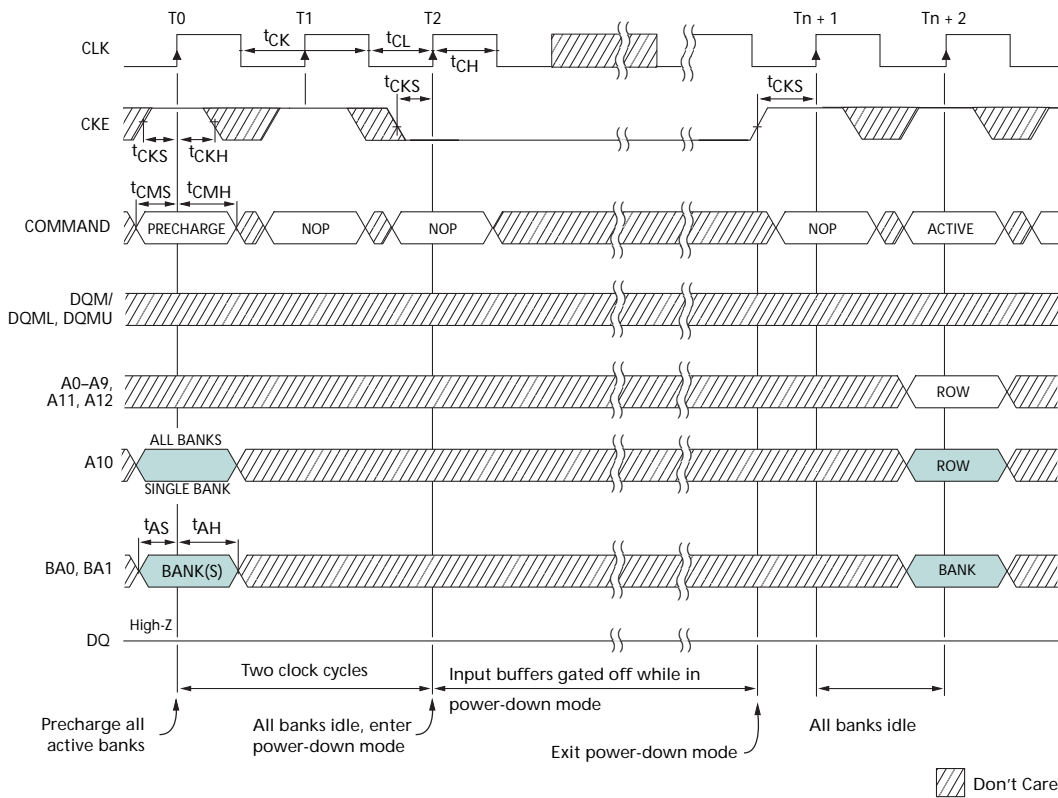 T0 T1 T2 Tn + 1 Tn + 2
CLK tCK tCL tCH
CKE tCKS tCKS
tCKS tCKH
tCMS tCMH
COMMAND PRECHARGE NOP NOP NOP ACTIVE
DQM/
DQML, DQMU
A0–A9,
A11, A12
ROW
ALL BANKS
A10 ROW
SINGLE BANK
tAS tAH
BA0, BA1 BANK(S) BANK
High-Z
DQ
Two clock cycles
Input buffers gated off while in
power-down mode
Precharge all
active banks
All banks idle, enter
power-down mode
Exit power-down mode
All banks idle
Don't Care